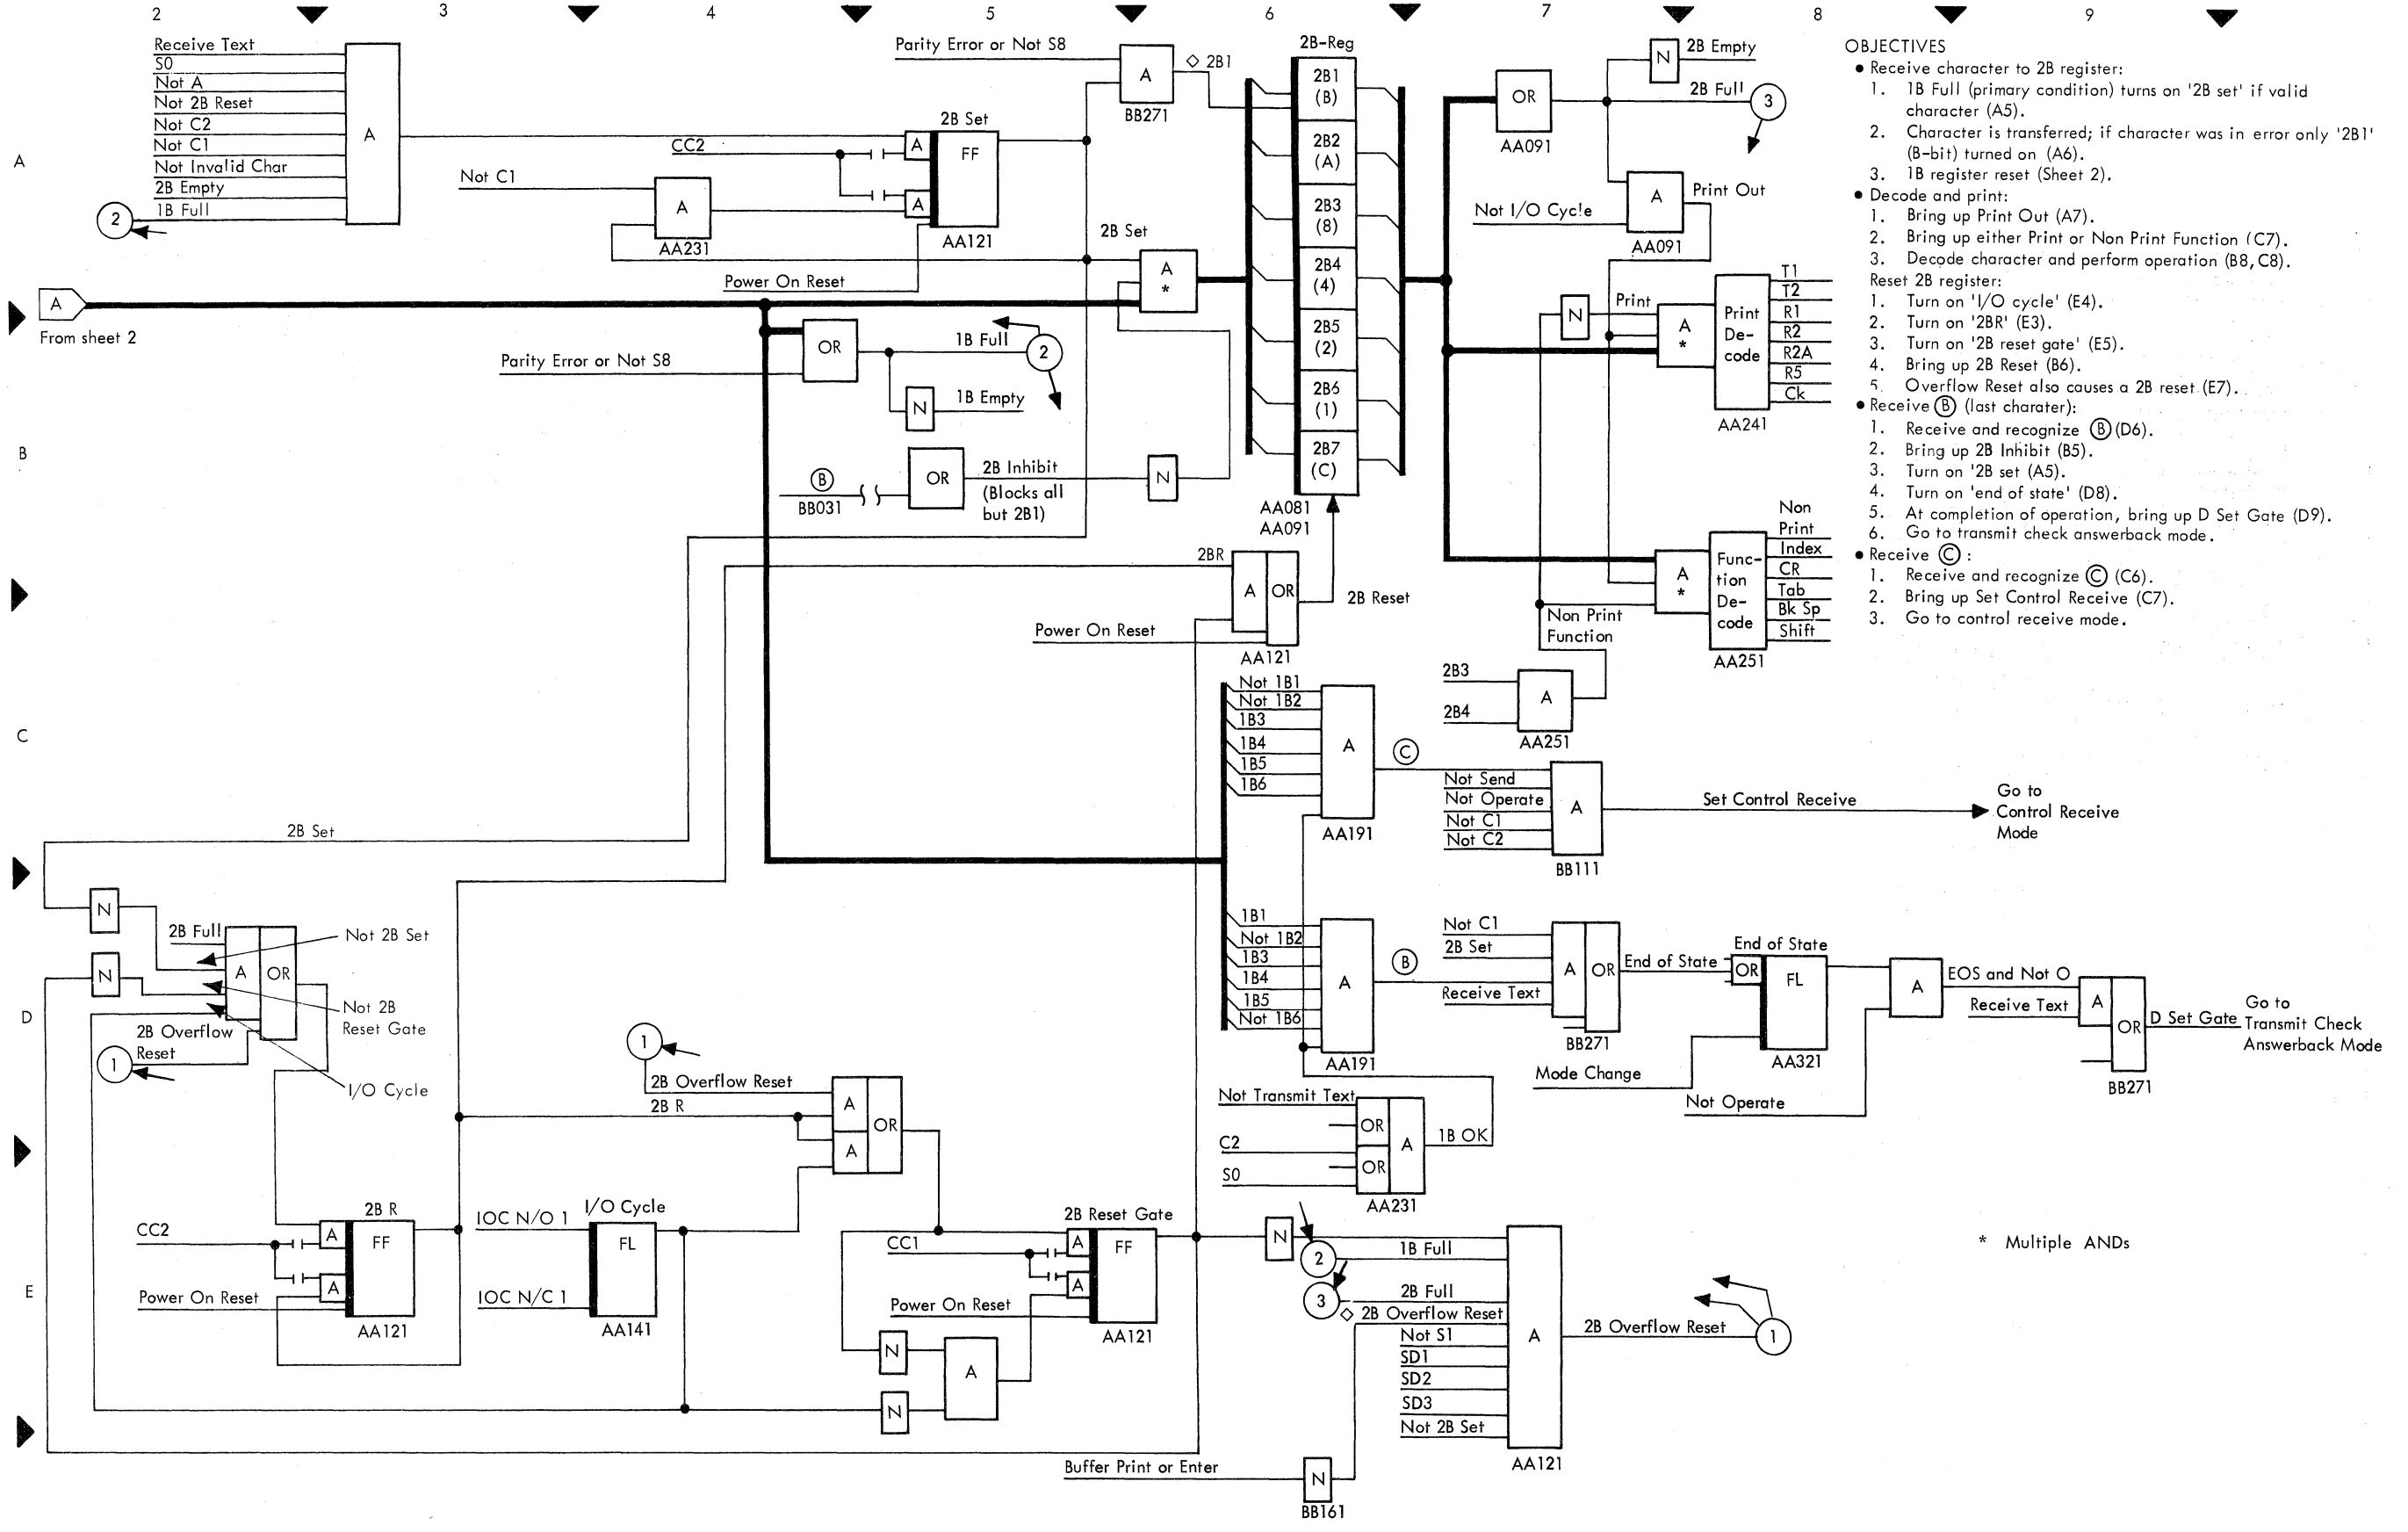 2 3 4 5 6 7 8 9
A
B
C
D
E
Receive Text
S0
Not A
Not 2B Reset
Not C2
Not C1
Not Invalid Char
2B Empty
1B Full
2
A
Not C1
A
AA231
CC2
A
A
2B Set
FF
AA121
Power On Reset
Parity Error or Not S8
A
BB271
◇ 2B1
2B Set
A
*
A
From sheet 2
Parity Error or Not S8
OR
1B Full
2
N
1B Empty
B
BB031
OR
2B Inhibit
(Blocks all
but 2B1)
N
2B-Reg
2B1
(B)
2B2
(A)
2B3
(8)
2B4
(4)
2B5
(2)
2B6
(1)
2B7
(C)
AA081
AA091
2BR
A
OR
2B Reset
Power On Reset
AA121
OR
AA091
N
2B Empty
2B Full
3
Not I/O Cycle
A
Print Out
AA091
N
Print
A
*
Print
De-
code
AA241
T1
T2
R1
R2
R2A
R5
Ck
A
*
Func-
tion
De-
code
AA251
Non
Print
Index
CR
Tab
Bk Sp
Shift
Non Print
Function
2B3
2B4
A
AA251
OBJECTIVES
● Receive character to 2B register:
1. 1B Full (primary condition) turns on '2B set' if valid
character (A5).
2. Character is transferred; if character was in error only '2B1'
(B-bit) turned on (A6).
3. 1B register reset (Sheet 2).
● Decode and print:
1. Bring up Print Out (A7).
2. Bring up either Print or Non Print Function (C7).
3. Decode character and perform operation (B8, C8).
Reset 2B register:
1. Turn on 'I/O cycle' (E4).
2. Turn on '2BR' (E3).
3. Turn on '2B reset gate' (E5).
4. Bring up 2B Reset (B6).
5. Overflow Reset also causes a 2B reset (E7).
● Receive Ⓑ (last charater):
1. Receive and recognize Ⓑ (D6).
2. Bring up 2B Inhibit (B5).
3. Turn on '2B set (A5).
4. Turn on 'end of state' (D8).
5. At completion of operation, bring up D Set Gate (D9).
6. Go to transmit check answerback mode.
● Receive Ⓒ :
1. Receive and recognize Ⓒ (C6).
2. Bring up Set Control Receive (C7).
3. Go to control receive mode.
Not 1B1
Not 1B2
1B3
1B4
1B5
1B6
A
AA191
C
Not Send
Not Operate
Not C1
Not C2
A
BB111
Set Control Receive
Go to
Control Receive
Mode
2B Set
N
N
2B Full
A
OR
Not 2B Set
Not 2B
Reset Gate
I/O Cycle
2B Overflow
Reset
1
1B1
Not 1B2
1B3
1B4
1B5
Not 1B6
A
AA191
B
Not C1
2B Set
Receive Text
A
OR
BB271
End of State
End of State
OR
FL
AA321
Mode Change
Not Operate
A
EOS and Not O
Receive Text
A
OR
BB271
D Set Gate
Go to
Transmit Check
Answerback Mode
1
2B Overflow Reset
2B R
A
A
OR
Not Transmit Text
C2
S0
OR
OR
A
AA231
1B OK
CC2
A
A
2B R
FF
AA121
Power On Reset
IOC N/O 1
IOC N/C 1
I/O Cycle
FL
AA141
CC1
A
A
2B Reset Gate
FF
AA121
Power On Reset
N
N
A
N
2
1B Full
3
2B Full
◇ 2B Overflow Reset
Not S1
SD1
SD2
SD3
Not 2B Set
A
AA121
2B Overflow Reset
1
Buffer Print or Enter
N
BB161
* Multiple ANDs